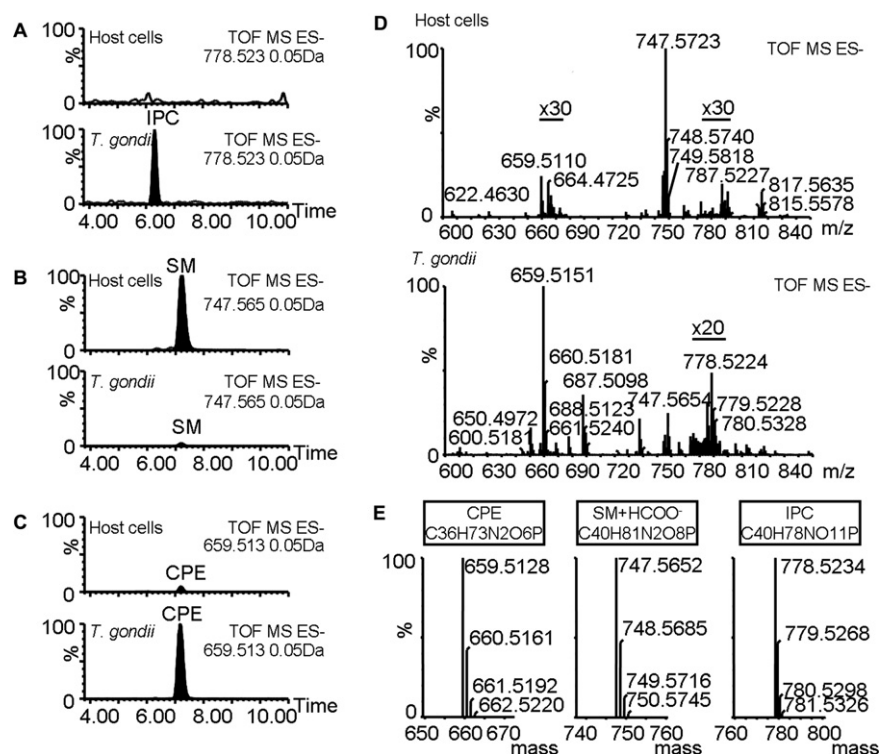 A
100
%
0
Host cells
TOF MS ES-
778.523 0.05Da
IPC
100
%
0
T. gondii
TOF MS ES-
778.523 0.05Da
4.00 6.00 8.00 10.00
Time
B
SM
100
%
0
Host cells
TOF MS ES-
747.565 0.05Da
100
%
0
T. gondii
TOF MS ES-
747.565 0.05Da
SM
4.00 6.00 8.00 10.00
Time
C
100
%
0
Host cells
TOF MS ES-
659.513 0.05Da
CPE
CPE
100
%
0
T. gondii
TOF MS ES-
659.513 0.05Da
4.00 6.00 8.00 10.00
Time
D
Host cells
100
%
0
747.5723
TOF MS ES-
x30
x30
748.5740
749.5818
659.5110
664.4725
787.5227
622.4630
817.5635
815.5578
600 630 660 690 720 750 780 810 840
m/z
T. gondii
100
%
0
659.5151
TOF MS ES-
x20
660.5181
778.5224
687.5098
747.5654
779.5228
650.4972
688.5123
780.5328
600.5181
661.5240
600 630 660 690 720 750 780 810 840
m/z
E
CPE
C36H73N2O6P
SM+HCOO-
C40H81N2O8P
IPC
C40H78NO11P
100
%
0
659.5128
660.5161
661.5192
662.5220
650 660 670
mass
747.5652
748.5685
749.5716
750.5745
740 750 760
mass
778.5234
779.5268
780.5298
781.5326
760 780 800
mass